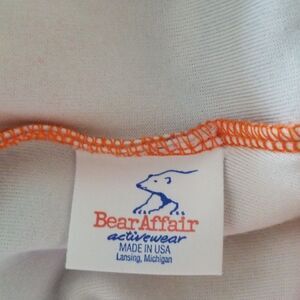 BearAffair
activewear
MADE IN USA
Lansing, Michigan